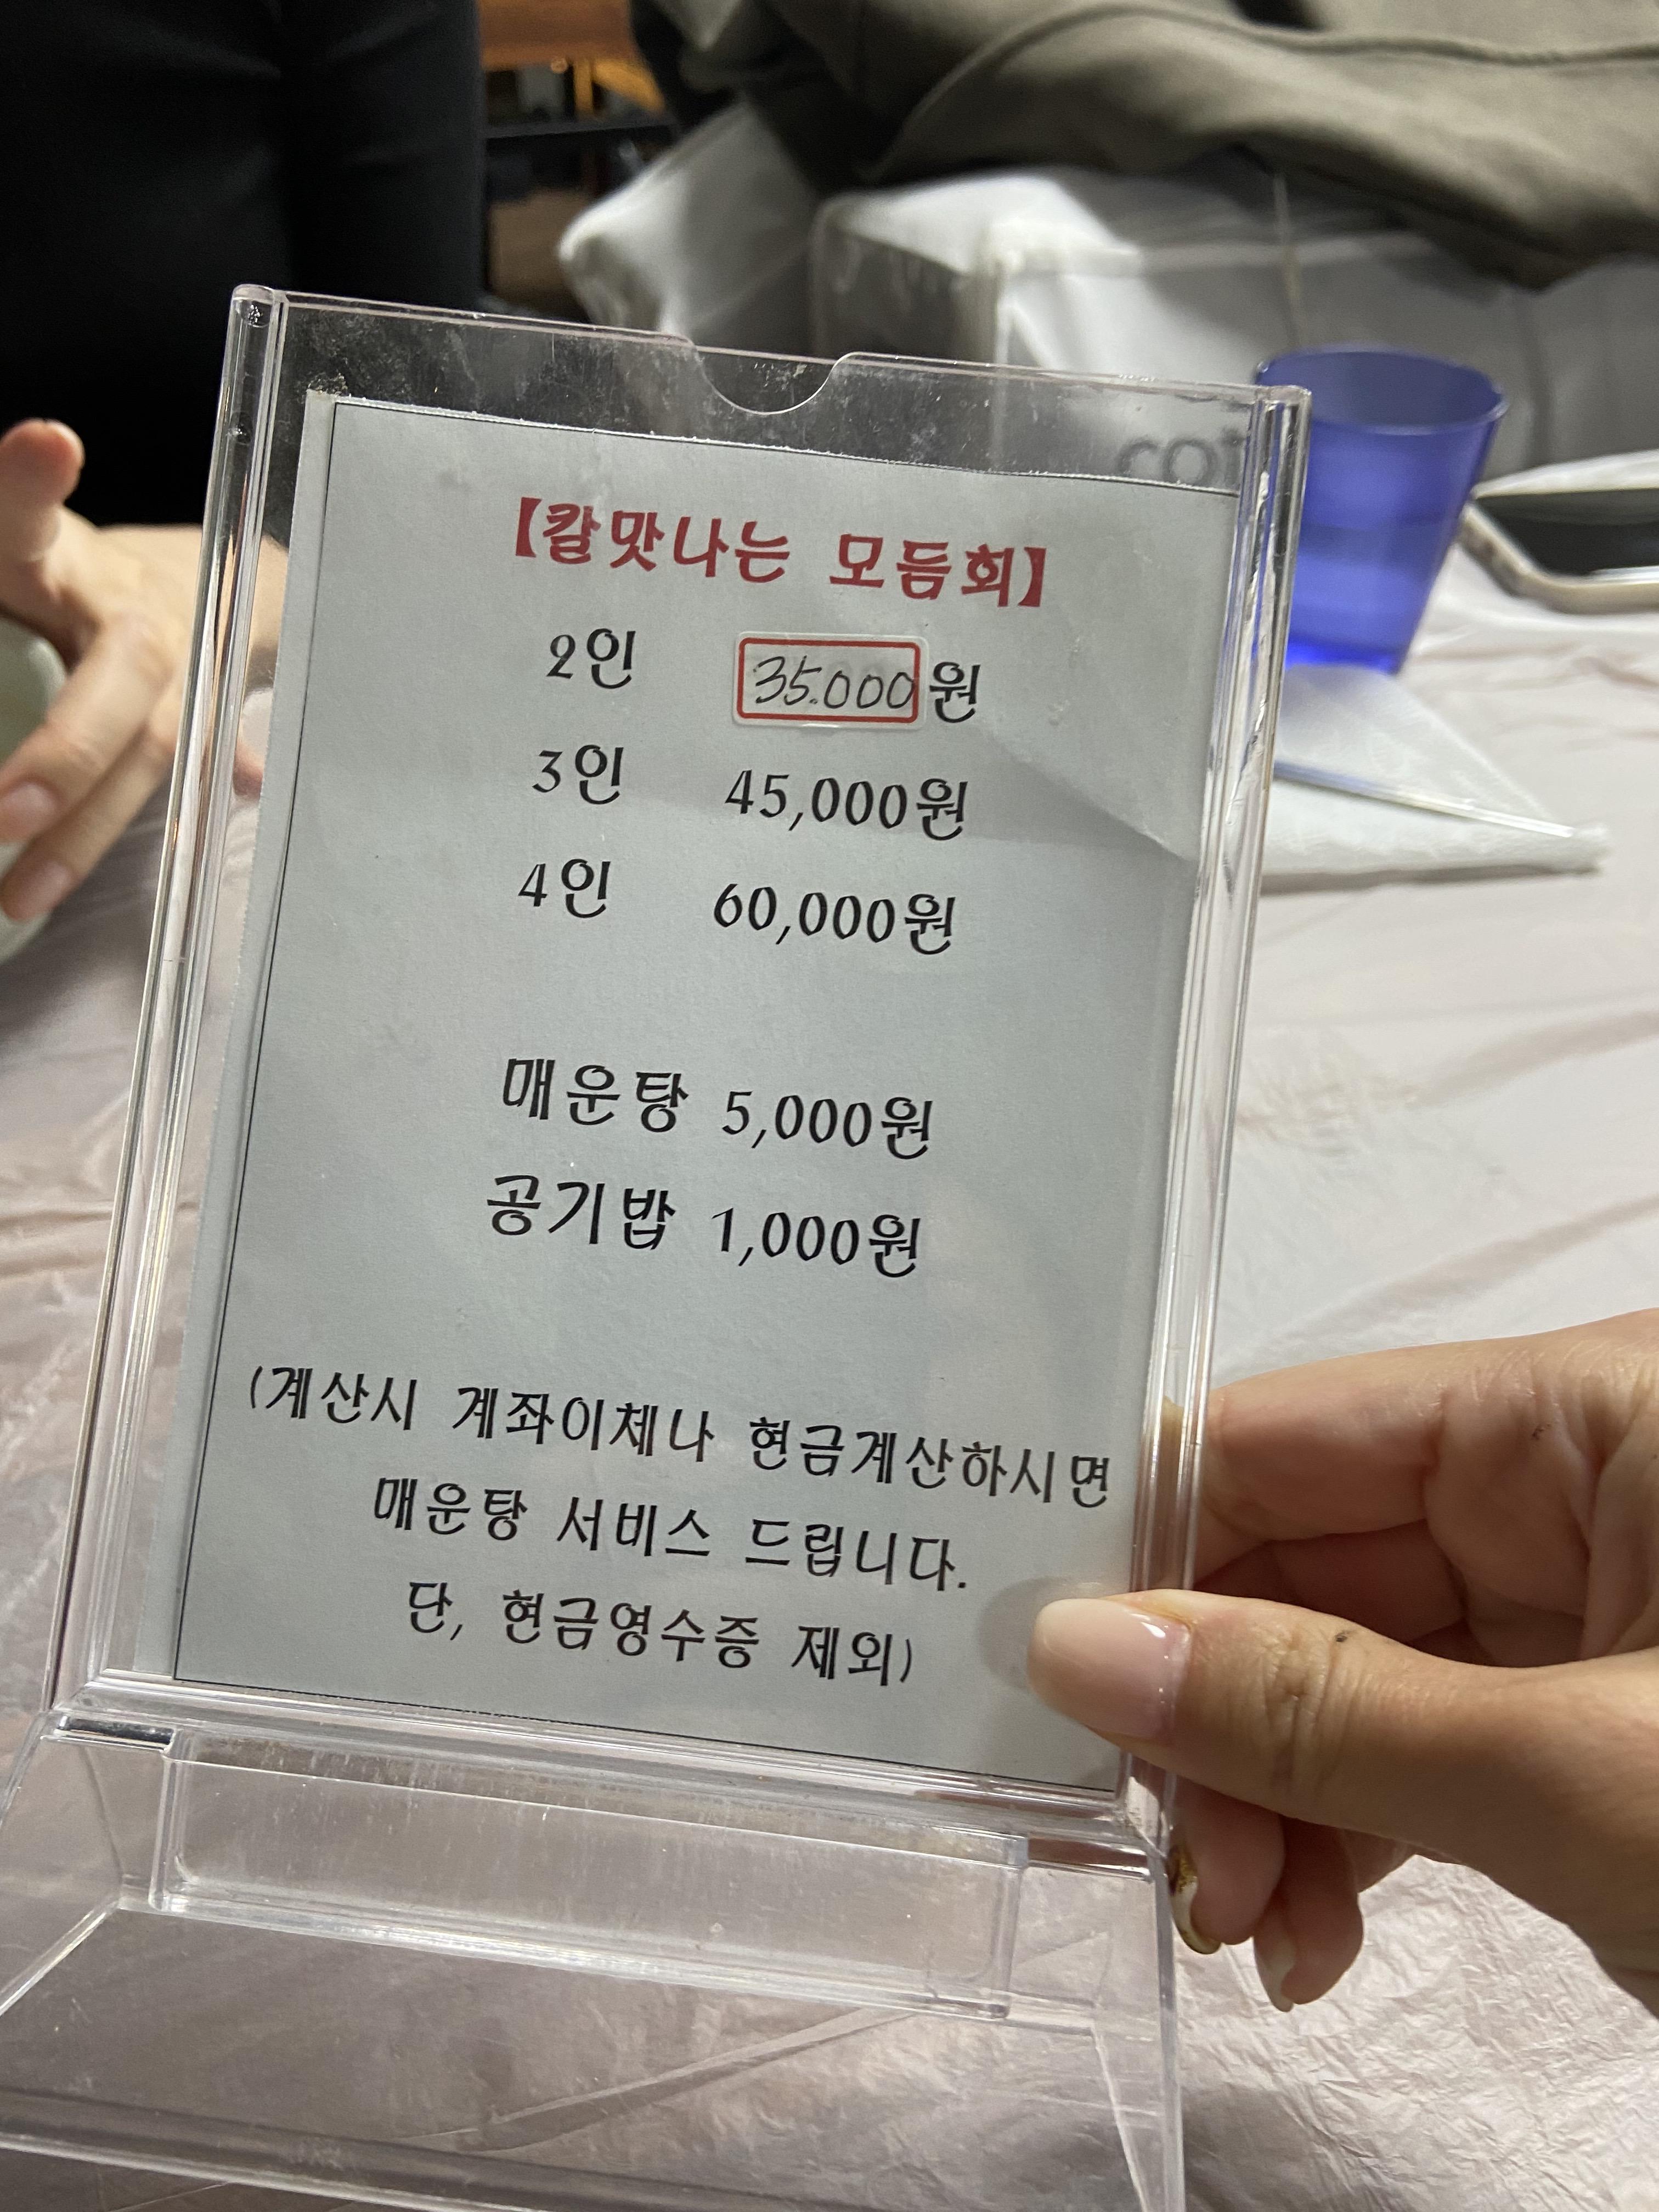 【칼맛나는 모듬회】
2인 35.000원
3인 45,000원
4인 60,000원
매운탕 5,000원
공기밥 1,000원
(계산시 계좌이체나 현금계산하시면
매운탕 서비스 드립니다.
단, 현금영수증 제외)